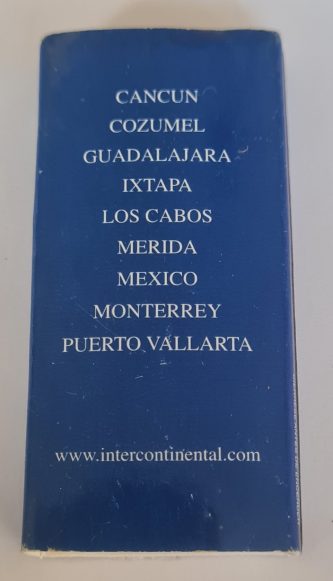 CANCUN
COZUMEL
GUADALAJARA
IXTAPA
LOS CABOS
MERIDA
MEXICO
MONTERREY
PUERTO VALLARTA
www.intercontinental.com